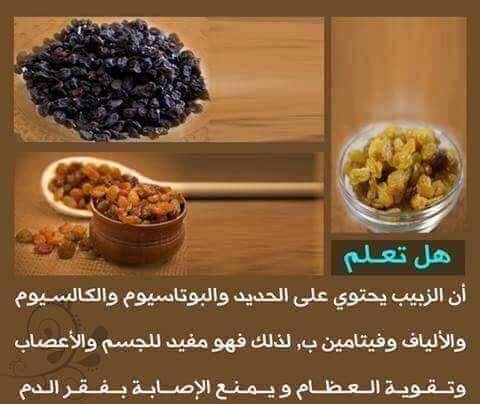 هل تعلم
أن الزبيب يحتوي على الحديد والبوتاسيوم والكالسيوم
والألياف وفيتامين ب, لذلك فهو مفيد للجسم والأعصاب
وتقوية العظام و يمنع الإصابة بفقر الدم